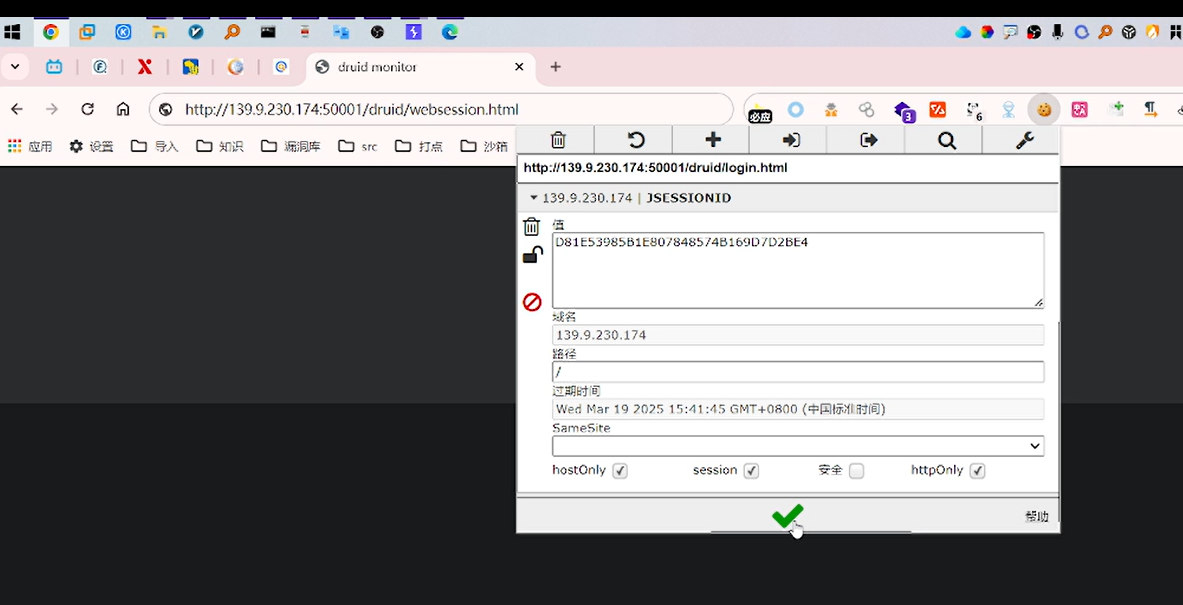 druid monitor
http://139.9.230.174:50001/druid/websession.html
必应
3
6
应用 设置 导入 知识 漏洞库 src 打点 沙箱
http://139.9.230.174:50001/druid/login.html
139.9.230.174 | JSESSIONID
值
D81E53985B1E807848574B169D7D2BE4
域名
139.9.230.174
路径
/
过期时间
Wed Mar 19 2025 15:41:45 GMT+0800 (中国标准时间)
SameSite
hostOnly session 安全 httpOnly
帮助